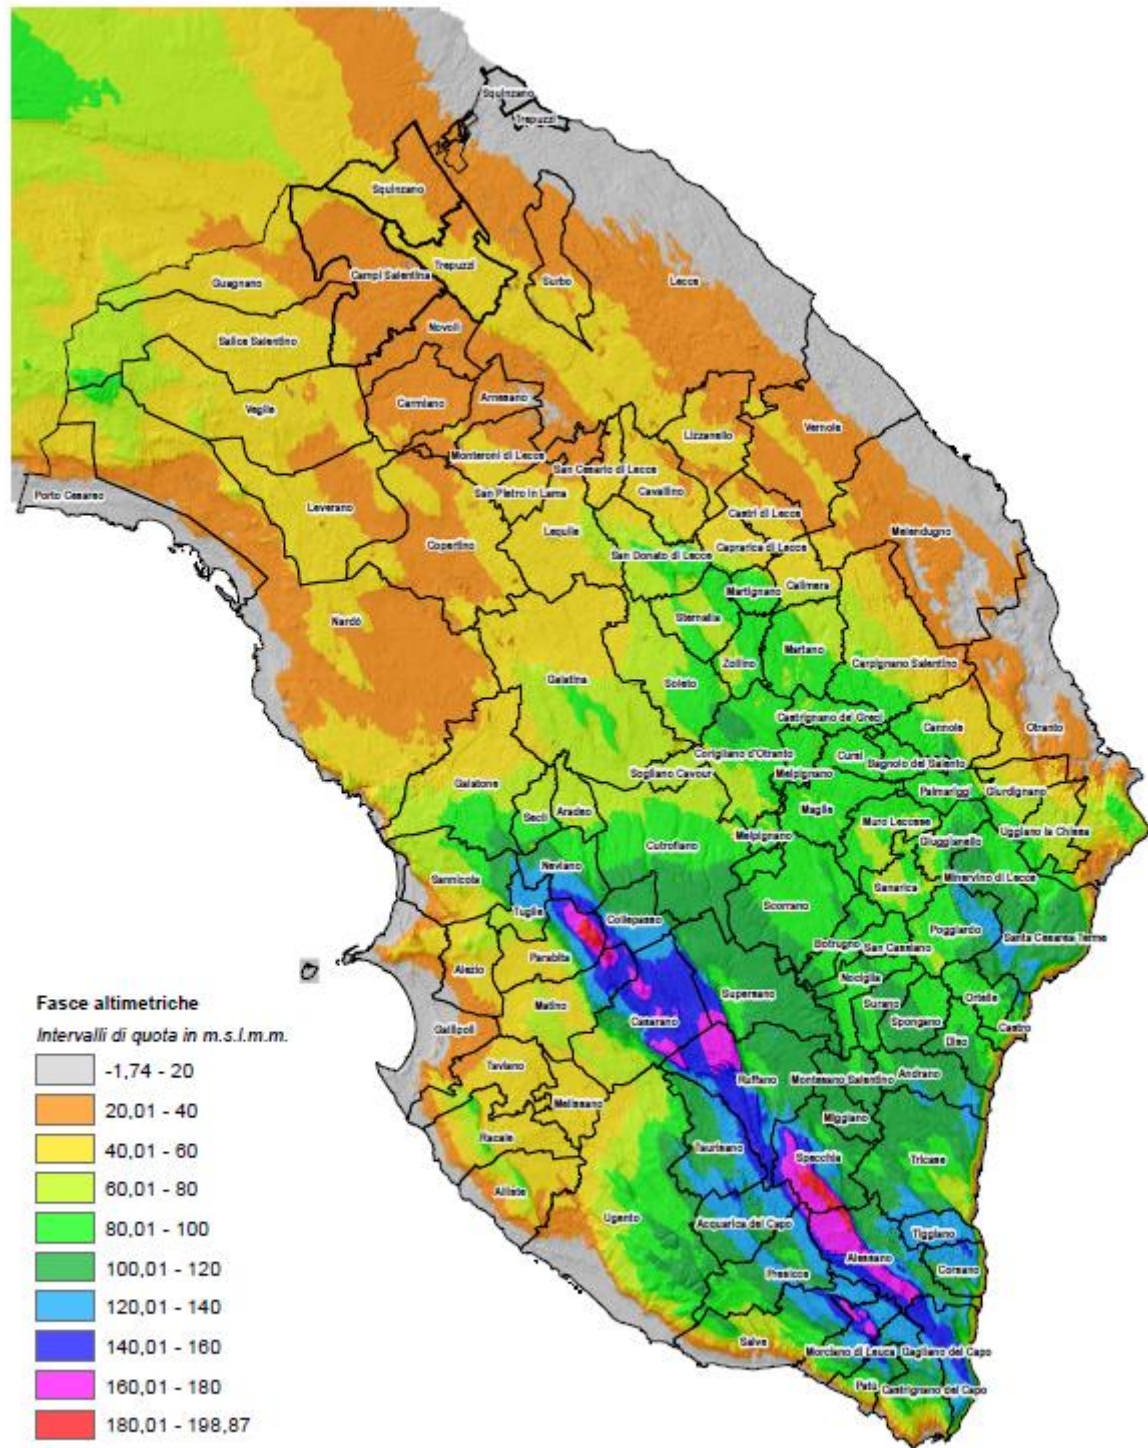 Squinzano
Trepuzzi
Squinzano
Trepuzzi
Campi Salentina
Surbo
Lecce
Guagnano
Salice Salentino
Novoli
Veglie
Carmiano
Arnesano
Vernole
Lizzanello
Monteroni di Lecce
San Cesario di Lecce
San Pietro in Lama
Cavallino
Porto Cesareo
Leverano
Castri di Lecce
Lequile
Melendugno
Copertino
San Donato di Lecce
Caprarica di Lecce
Martignano
Calimera
Nardò
Sternatia
Martano
Zollino
Carpignano Salentino
Galatina
Soleto
Castrignano de' Greci
Cannole
Otranto
Corigliano d'Otranto
Cursi
Bagnolo del Salento
Sogliano Cavour
Melpignano
Galatone
Palmariggi
Giurdignano
Maglie
Secli
Aradeo
Muro Leccese
Uggiano la Chiesa
Melpignano
Giuggianello
Cutrofiano
Neviano
Minervino di Lecce
Sannicola
Sanarica
Scorrano
Tuglie
Collepasso
Poggiardo
Santa Cesarea Terme
Botrugno
San Cassiano
Parabita
Alezio
Nociglia
Supersano
Ortelle
Matino
Surano
Casarano
Spongano
Castro
Gallipoli
Diso
Taviano
Andrano
Ruffano
Montesano Salentino
Melissano
Miggiano
Racale
Taurisano
Specchia
Tricase
Alliste
Ugento
Acquarica del Capo
Tiggiano
Alessano
Corsano
Presicce
Salve
Morciano di Leuca
Gagliano del Capo
Patù
Castrignano del Capo
Fasce altimetriche
Intervalli di quota in m.s.l.m.m.
-1,74 - 20
20,01 - 40
40,01 - 60
60,01 - 80
80,01 - 100
100,01 - 120
120,01 - 140
140,01 - 160
160,01 - 180
180,01 - 198,87